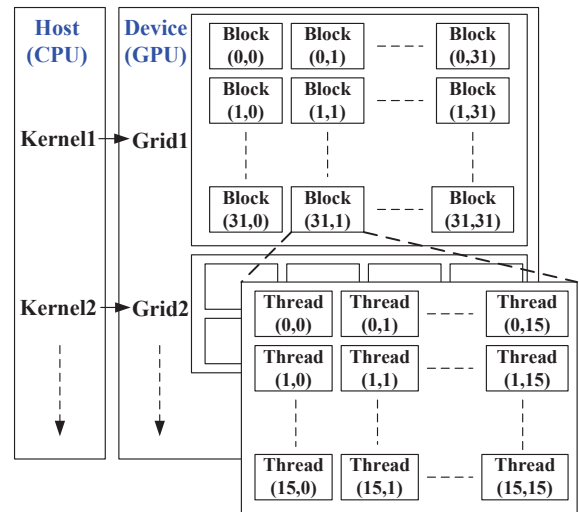 Host
(CPU)
Device
(GPU)
Block
(0,0)
Block
(0,1)
Block
(0,31)
Block
(1,0)
Block
(1,1)
Block
(1,31)
Kernel1
Grid1
Block
(31,0)
Block
(31,1)
Block
(31,31)
Kernel2
Grid2
Thread
(0,0)
Thread
(0,1)
Thread
(0,15)
Thread
(1,0)
Thread
(1,1)
Thread
(1,15)
Thread
(15,0)
Thread
(15,1)
Thread
(15,15)